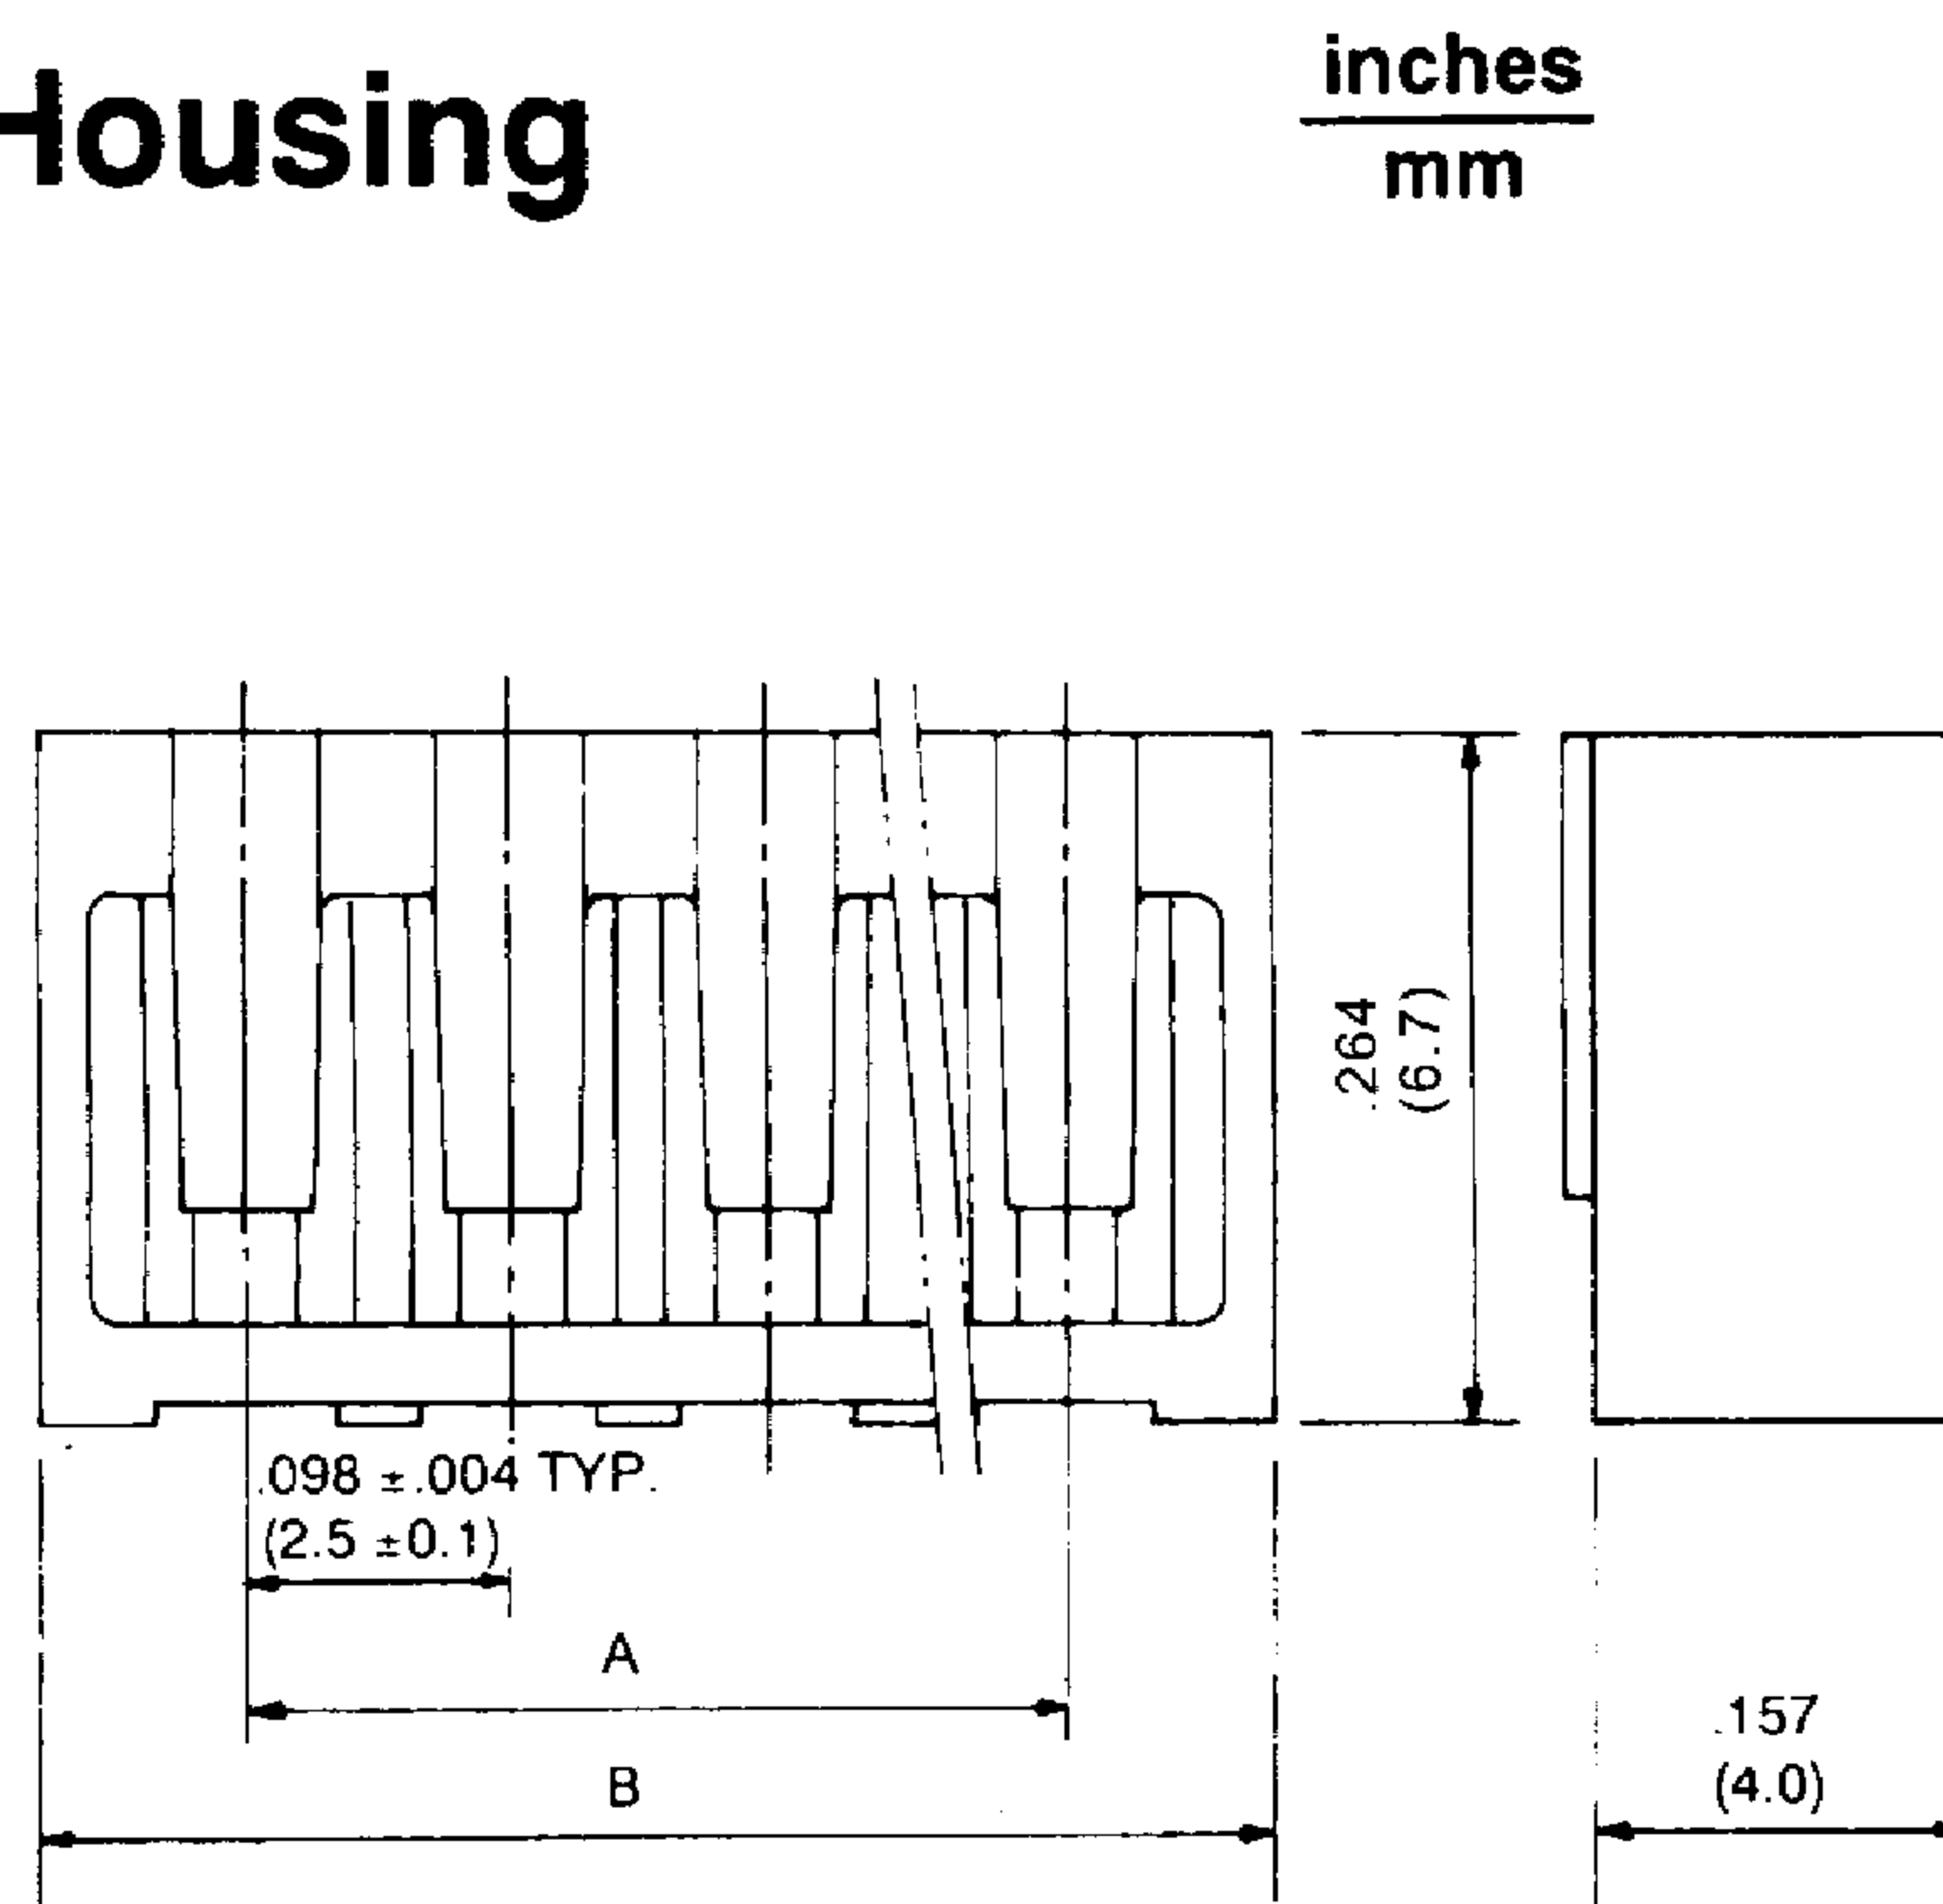 Housing
inches
mm
.264
(6.7)
.098 ±.004 TYP.
(2.5 ±0.1)
A
B
.157
(4.0)